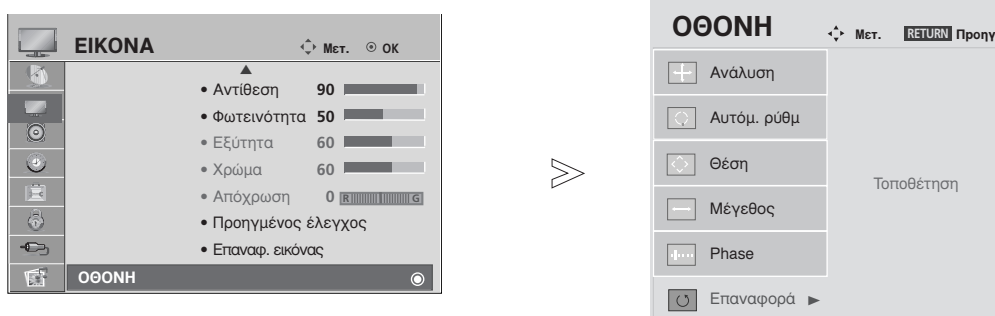 ΕΙΚΟΝΑ Μετ. OK
• Αντίθεση 90
• Φωτεινότητα 50
• Εξύτητα 60
• Χρώμα 60
• Απόχρωση 0 R G
• Προηγμένος έλεγχος
• Επαναφ. εικόνας
ΟΘΟΝΗ
ΟΘΟΝΗ Μετ. RETURN Προηγ
Ανάλυση
Αυτόμ. ρύθμ
Θέση
Μέγεθος
Phase
Επαναφορά ►
Τοποθέτηση